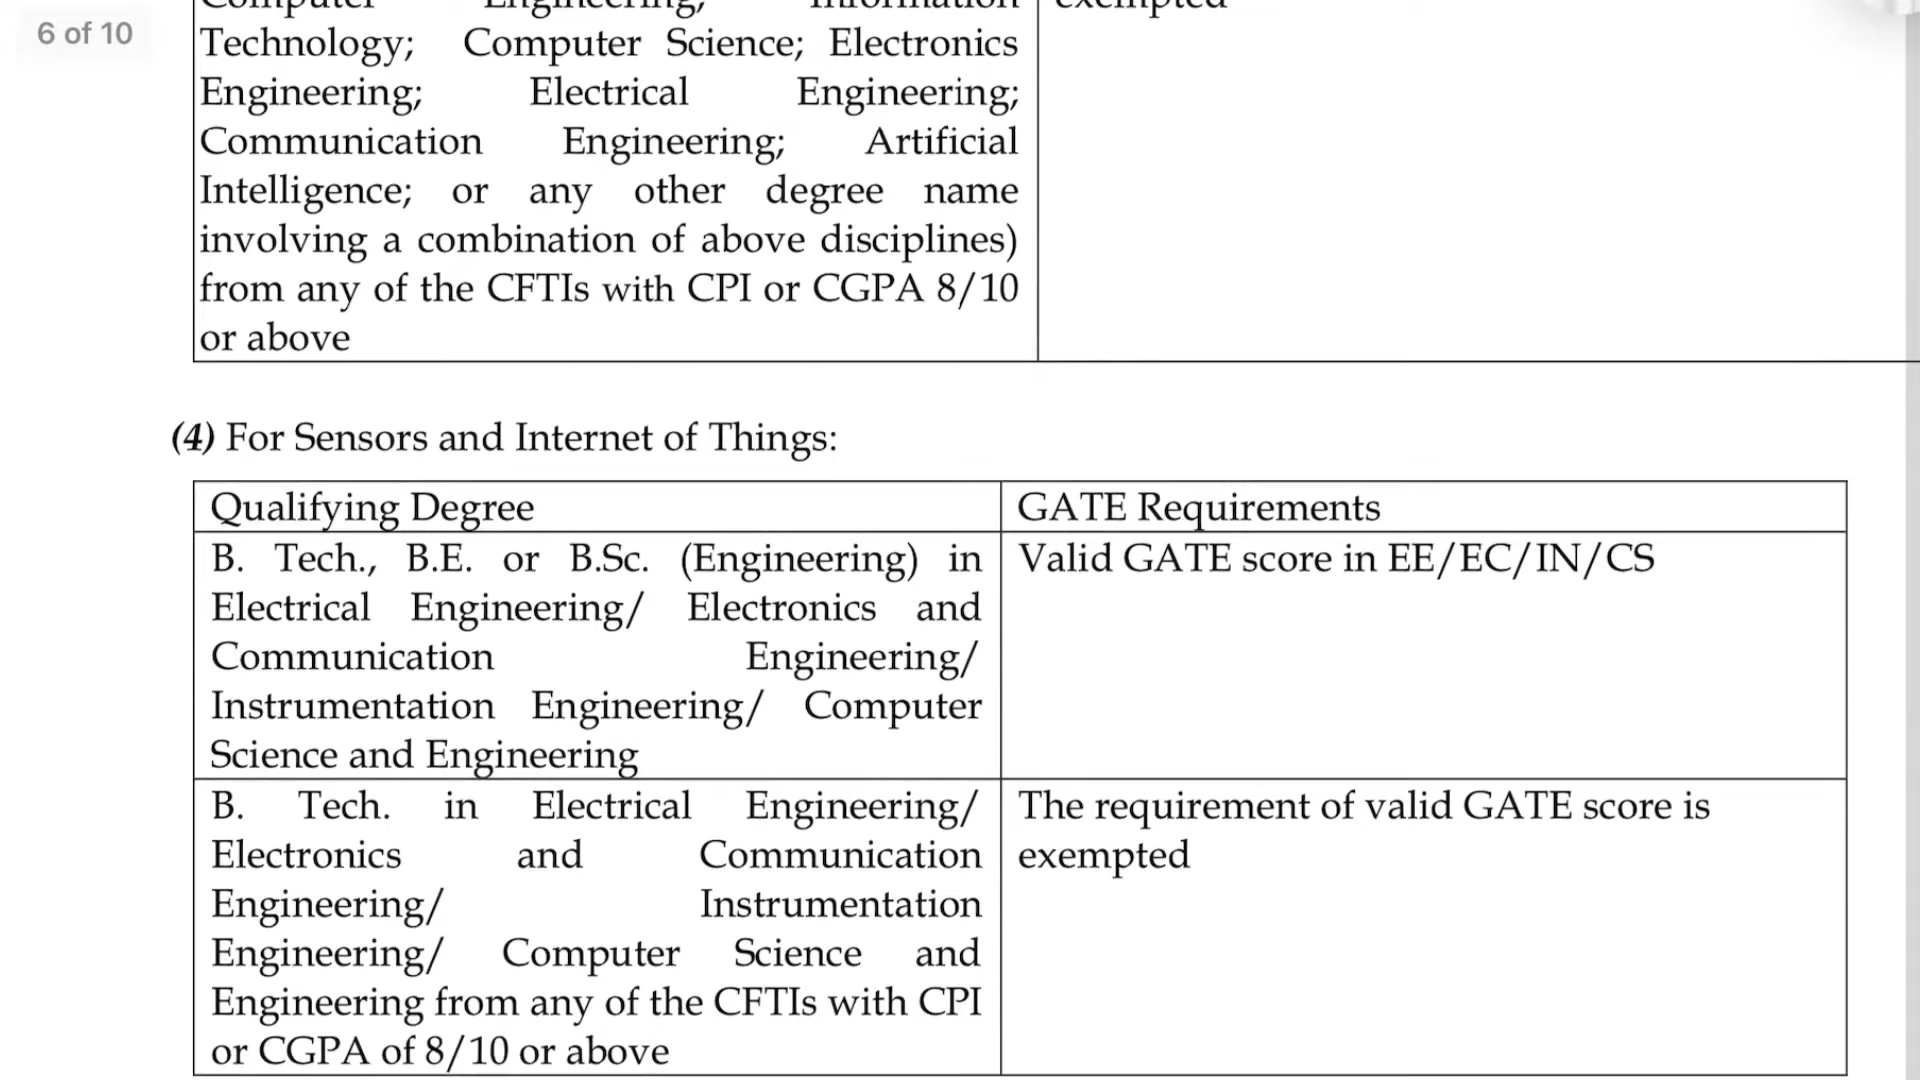 6 of 10
Computer Engineering; Information exempted
Technology; Computer Science; Electronics
Engineering; Electrical Engineering;
Communication Engineering; Artificial
Intelligence; or any other degree name
involving a combination of above disciplines)
from any of the CFTIs with CPI or CGPA 8/10
or above
(4) For Sensors and Internet of Things:
Qualifying Degree
GATE Requirements
B. Tech., B.E. or B.Sc. (Engineering) in
Electrical Engineering/ Electronics and
Communication Engineering/
Instrumentation Engineering/ Computer
Science and Engineering
Valid GATE score in EE/EC/IN/CS
B. Tech. in Electrical Engineering/
Electronics and Communication
Engineering/ Instrumentation
Engineering/ Computer Science and
Engineering from any of the CFTIs with CPI
or CGPA of 8/10 or above
The requirement of valid GATE score is
exempted